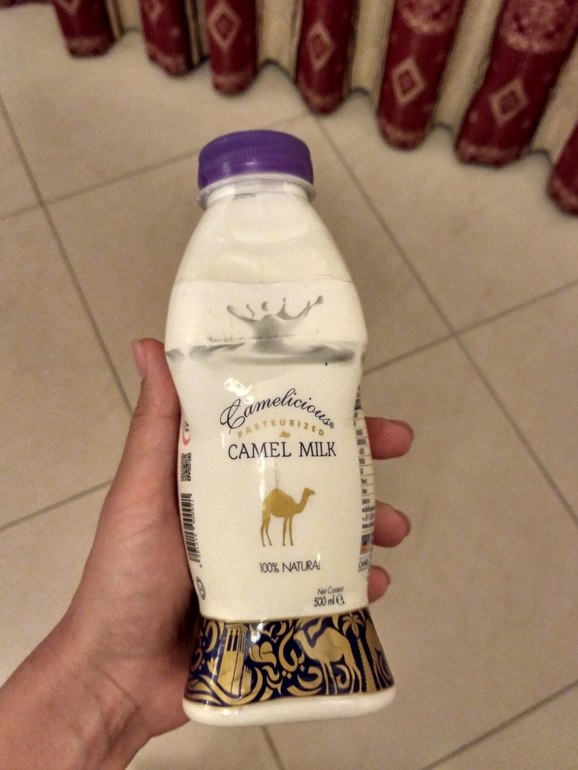 Camelicious®
PASTEURIZED
CAMEL MILK
100% NATURAL
Net Content
500 ml ℮